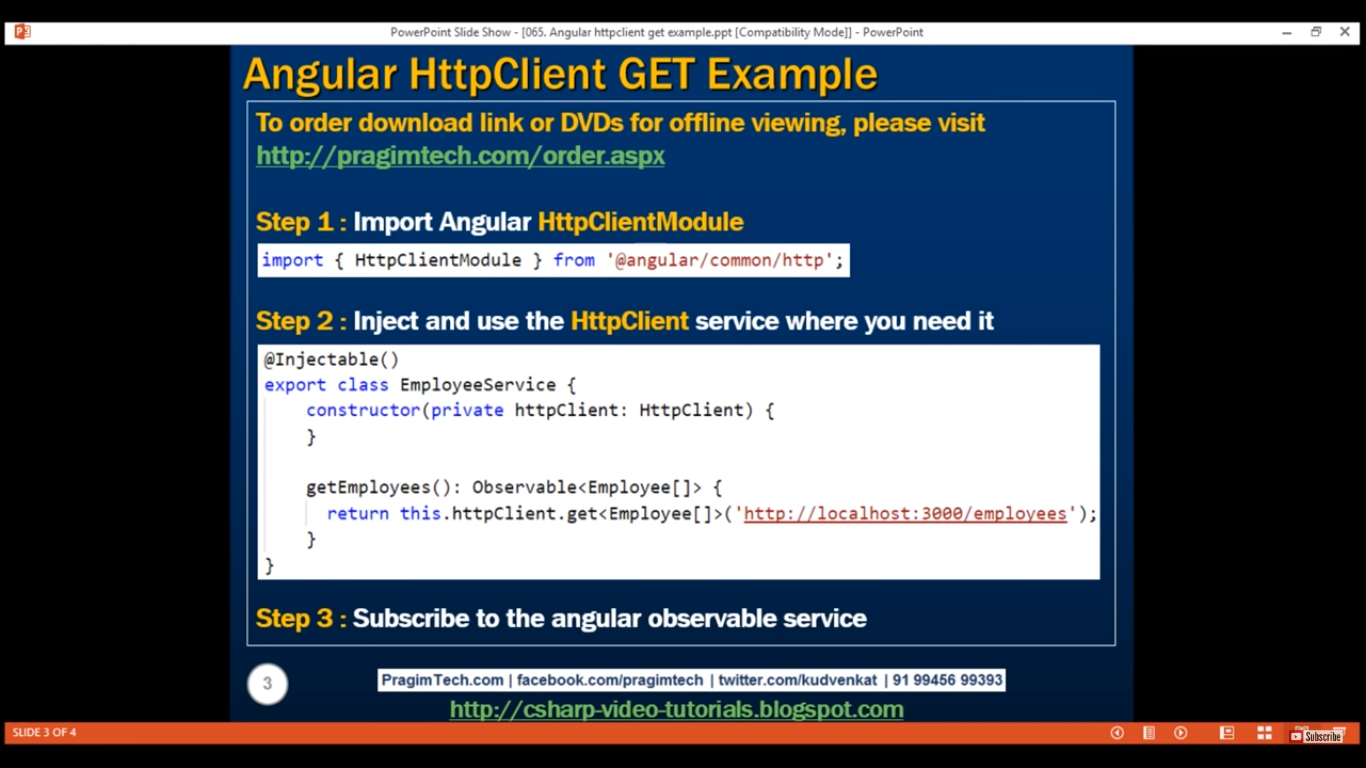 PowerPoint Slide Show - [065. Angular httpclient get example.ppt [Compatibility Mode]] - PowerPoint
Angular HttpClient GET Example
To order download link or DVDs for offline viewing, please visit
http://pragimtech.com/order.aspx
Step 1 : Import Angular HttpClientModule
import { HttpClientModule } from '@angular/common/http';
Step 2 : Inject and use the HttpClient service where you need it
@Injectable()
export class EmployeeService {
constructor(private httpClient: HttpClient) {
}
getEmployees(): Observable<Employee[]> {
return this.httpClient.get<Employee[]>('http://localhost:3000/employees');
}
}
Step 3 : Subscribe to the angular observable service
3
PragimTech.com | facebook.com/pragimtech | twitter.com/kudvenkat | 91 99456 99393
http://csharp-video-tutorials.blogspot.com
SLIDE 3 OF 4
Subscribe